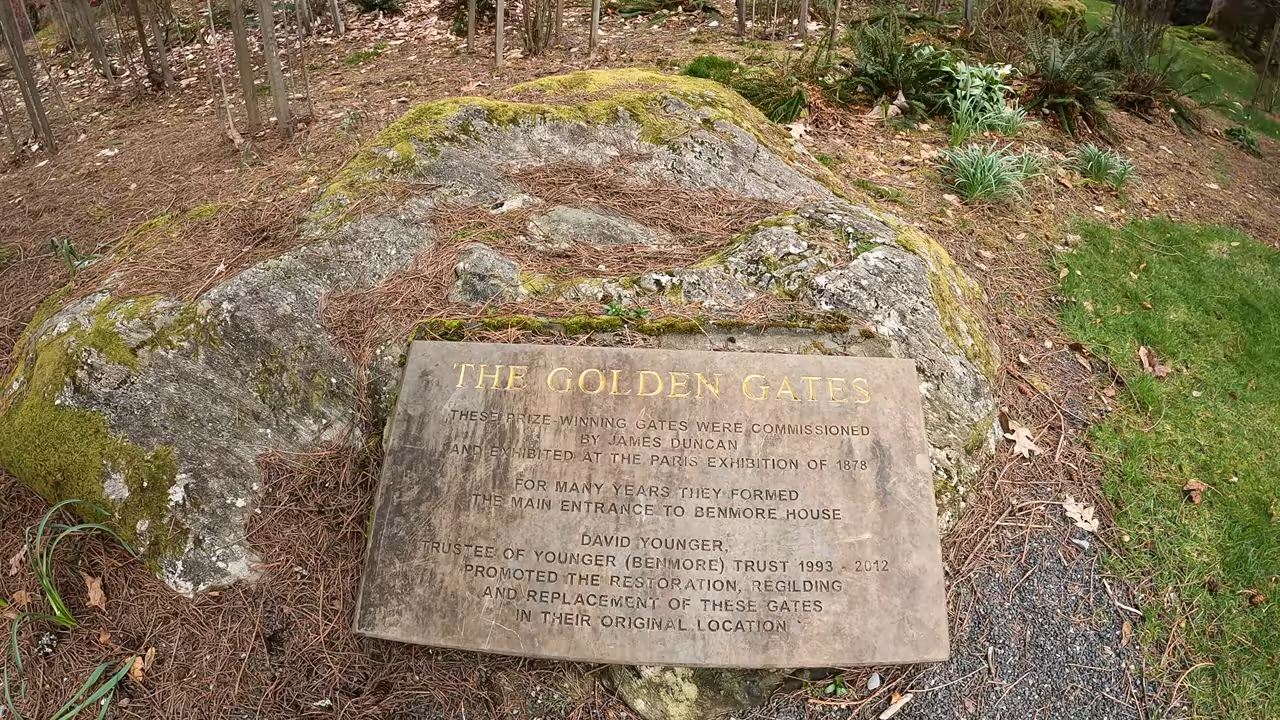 THE GOLDEN GATES
THESE PRIZE-WINNING GATES WERE COMMISSIONED
BY JAMES DUNCAN
AND EXHIBITED AT THE PARIS EXHIBITION OF 1878
FOR MANY YEARS THEY FORMED
THE MAIN ENTRANCE TO BENMORE HOUSE
DAVID YOUNGER,
TRUSTEE OF YOUNGER (BENMORE) TRUST 1993 - 2012
PROMOTED THE RESTORATION, REGILDING
AND REPLACEMENT OF THESE GATES
IN THEIR ORIGINAL LOCATION